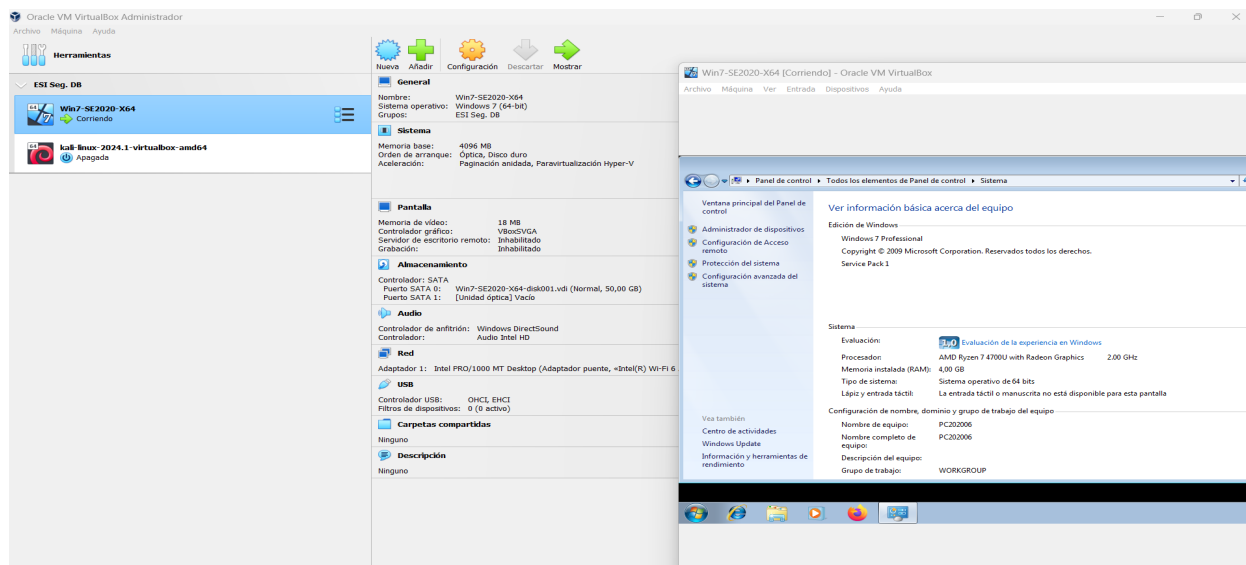 Oracle VM VirtualBox Administrador
Archivo Máquina Ayuda
Herramientas
ESI Seg. DB
64
Win7-SE2020-X64
Corriendo
64
kali-linux-2024.1-virtualbox-amd64
Apagada
Nueva Añadir Configuración Descartar Mostrar
General
Nombre: Win7-SE2020-X64
Sistema operativo: Windows 7 (64-bit)
Grupos: ESI Seg. DB
Sistema
Memoria base: 4096 MB
Orden de arranque: Óptica, Disco duro
Aceleración: Paginación anidada, Paravirtualización Hyper-V
Pantalla
Memoria de vídeo: 18 MB
Controlador gráfico: VBoxSVGA
Servidor de escritorio remoto: Inhabilitado
Grabación: Inhabilitado
Almacenamiento
Controlador: SATA
Puerto SATA 0: Win7-SE2020-X64-disk001.vdi (Normal, 50,00 GB)
Puerto SATA 1: [Unidad óptica] Vacío
Audio
Controlador de anfitrión: Windows DirectSound
Controlador: Audio Intel HD
Red
Adaptador 1: Intel PRO/1000 MT Desktop (Adaptador puente, «Intel(R) Wi-Fi 6
USB
Controlador USB: OHCI, EHCI
Filtros de dispositivos: 0 (0 activo)
Carpetas compartidas
Ninguno
Descripción
Ninguno
Win7-SE2020-X64 [Corriendo] - Oracle VM VirtualBox
Archivo Máquina Ver Entrada Dispositivos Ayuda
Panel de control Todos los elementos de Panel de control Sistema
Ventana principal del Panel de
control
Administrador de dispositivos
Configuración de Acceso
remoto
Protección del sistema
Configuración avanzada del
sistema
Vea también
Centro de actividades
Windows Update
Información y herramientas de
rendimiento
Ver información básica acerca del equipo
Edición de Windows
Windows 7 Professional
Copyright © 2009 Microsoft Corporation. Reservados todos los derechos.
Service Pack 1
Sistema
Evaluación: 1,0 Evaluación de la experiencia en Windows
Procesador: AMD Ryzen 7 4700U with Radeon Graphics 2.00 GHz
Memoria instalada (RAM): 4,00 GB
Tipo de sistema: Sistema operativo de 64 bits
Lápiz y entrada táctil: La entrada táctil o manuscrita no está disponible para esta pantalla
Configuración de nombre, dominio y grupo de trabajo del equipo
Nombre de equipo: PC202006
Nombre completo de PC202006
equipo:
Descripción del equipo:
Grupo de trabajo: WORKGROUP